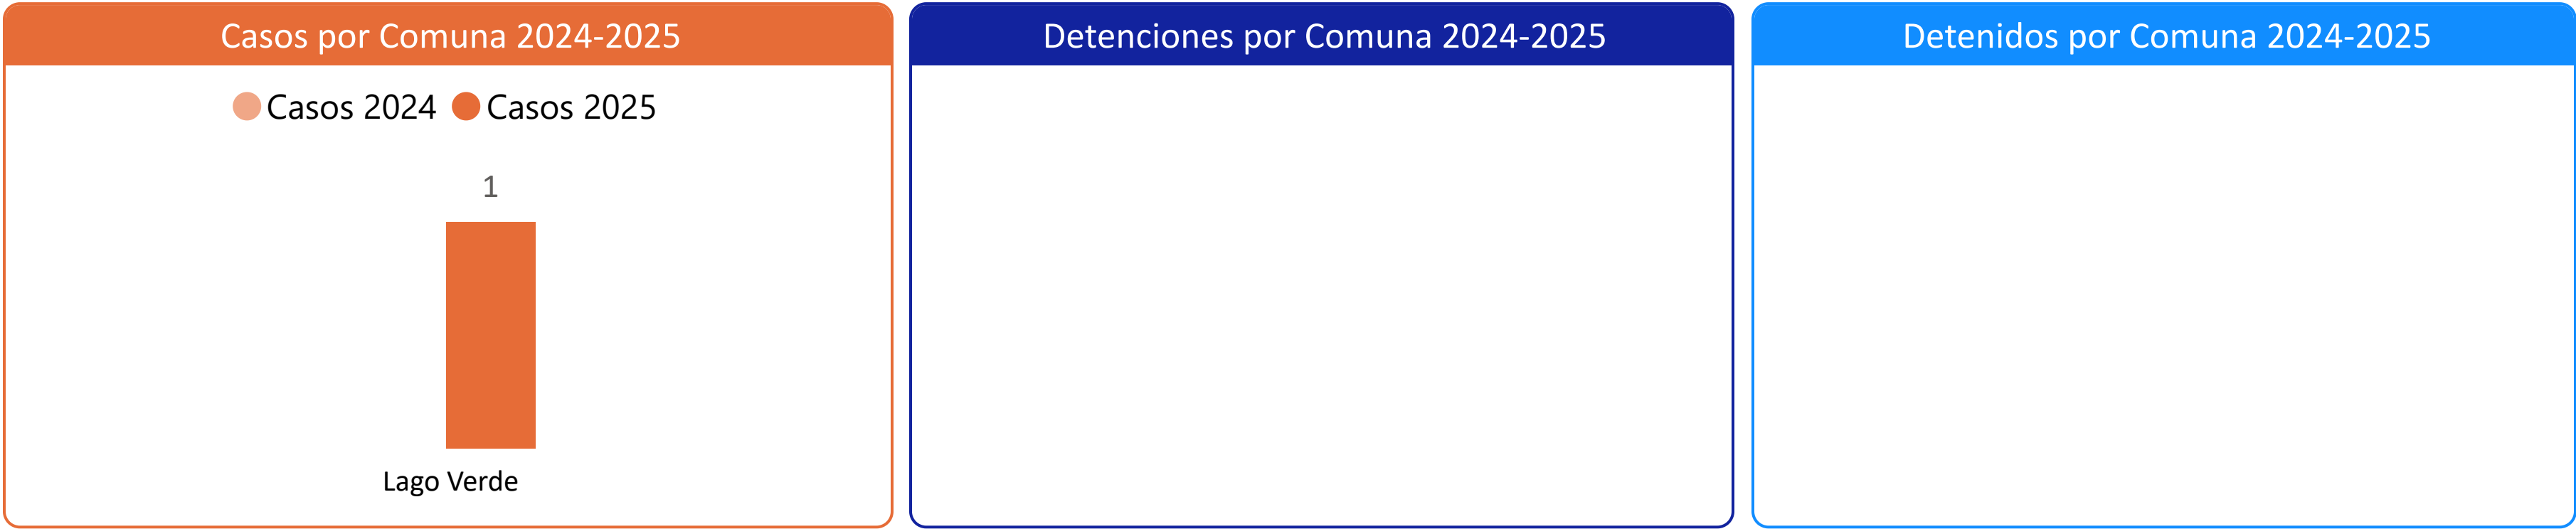 Casos por Comuna 2024-2025
Casos 2024 Casos 2025
1
Lago Verde
Detenciones por Comuna 2024-2025
Detenidos por Comuna 2024-2025